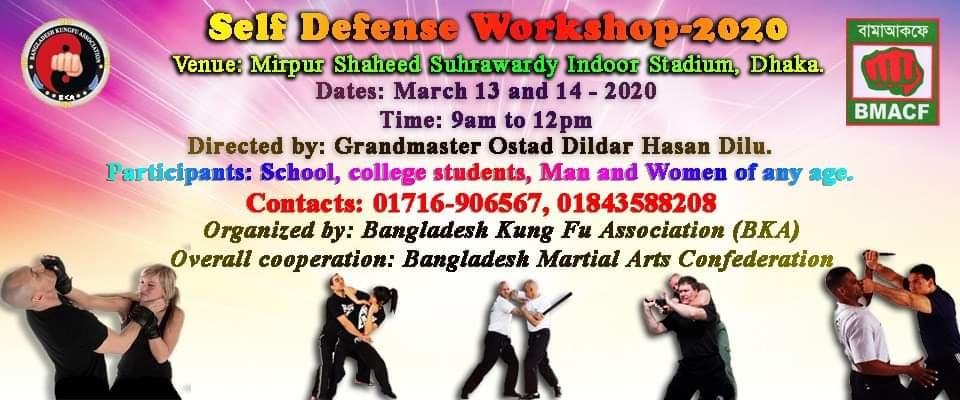 BANGLADESH KUNGFU ASSOCIATION
BKA
Self Defense Workshop-2020
বামাআকফে
BMACF
Venue: Mirpur Shaheed Suhrawardy Indoor Stadium, Dhaka.
Dates: March 13 and 14 - 2020
Time: 9am to 12pm
Directed by: Grandmaster Ostad Dildar Hasan Dilu.
Participants: School, college students, Man and Women of any age.
Contacts: 01716-906567, 01843588208
Organized by: Bangladesh Kung Fu Association (BKA)
Overall cooperation: Bangladesh Martial Arts Confederation